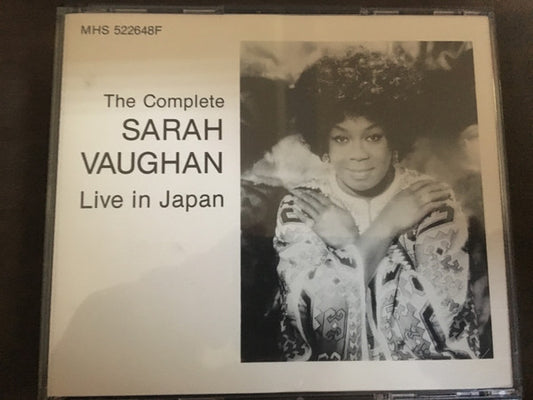 MHS 522648F
The Complete
SARAH
VAUGHAN
Live in Japan